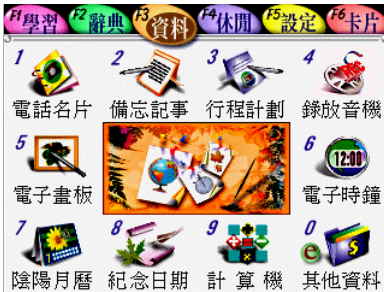 F1學習 F2辭典 F3資料 F4休閒 F5設定 F6卡片
1 2 3 4
電話名片 備忘記事 行程計劃 錄放音機
5 6
12:00
電子畫板 電子時鐘
7 8 9 0
陰陽月曆 紀念日期 計算機 其他資料